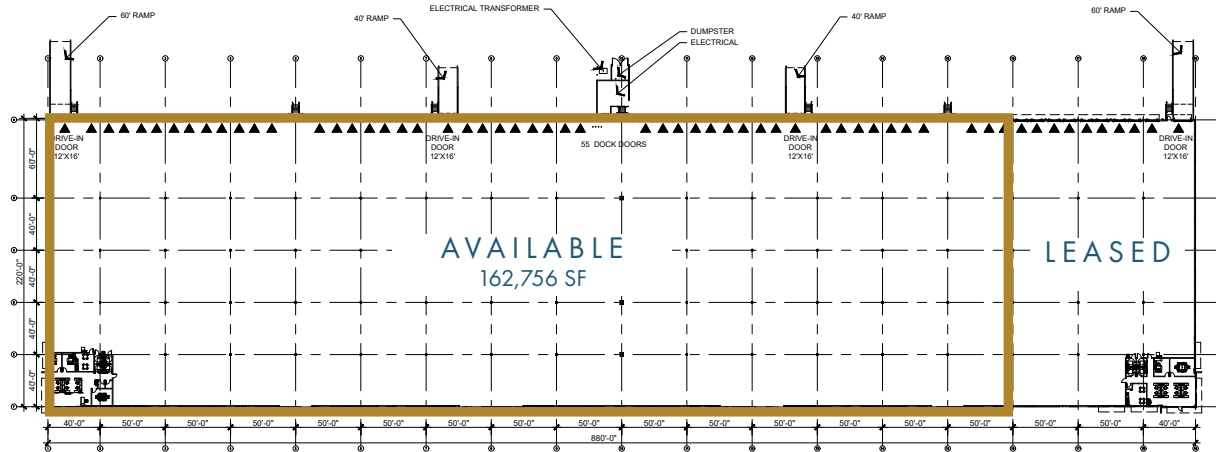 60' RAMP
40' RAMP
ELECTRICAL TRANSFORMER
DUMPSTER
ELECTRICAL
40' RAMP
60' RAMP
DRIVE-IN
DOOR
12'X16'
DRIVE-IN
DOOR
12'X16'
55 DOCK DOORS
DRIVE-IN
DOOR
12'X16'
DRIVE-IN
DOOR
12'X16'
60'-0"
40'-0"
220'-0"
40'-0"
40'-0"
40'-0"
AVAILABLE
162,756 SF
LEASED
40'-0" 50'-0" 50'-0" 50'-0" 50'-0" 50'-0" 50'-0" 50'-0" 50'-0" 50'-0" 50'-0" 50'-0" 50'-0" 50'-0" 50'-0" 50'-0" 50'-0" 40'-0"
880'-0"